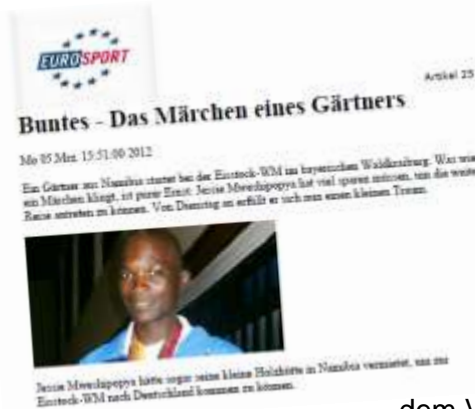 EUROSPORT
Artikel 25
Buntes - Das Märchen eines Gärtners
Mo 05 Mrz. 15:51:00 2012
Ein Gärtner aus Namibia startet bei der Eisstock-WM im bayerischen Waldkraiburg. Was wie
ein Märchen klingt, ist purer Ernst: Jessie Mweshipopya hat viel sparen müssen, um die weite
Reise antreten zu können. Von Dienstag an erfüllt er sich nun einen kleinen Traum.
Jessie Mweshipopya hatte sogar seine kleine Holzhütte in Namibia vermietet, um zur
Eisstock-WM nach Deutschland kommen zu können.
dem